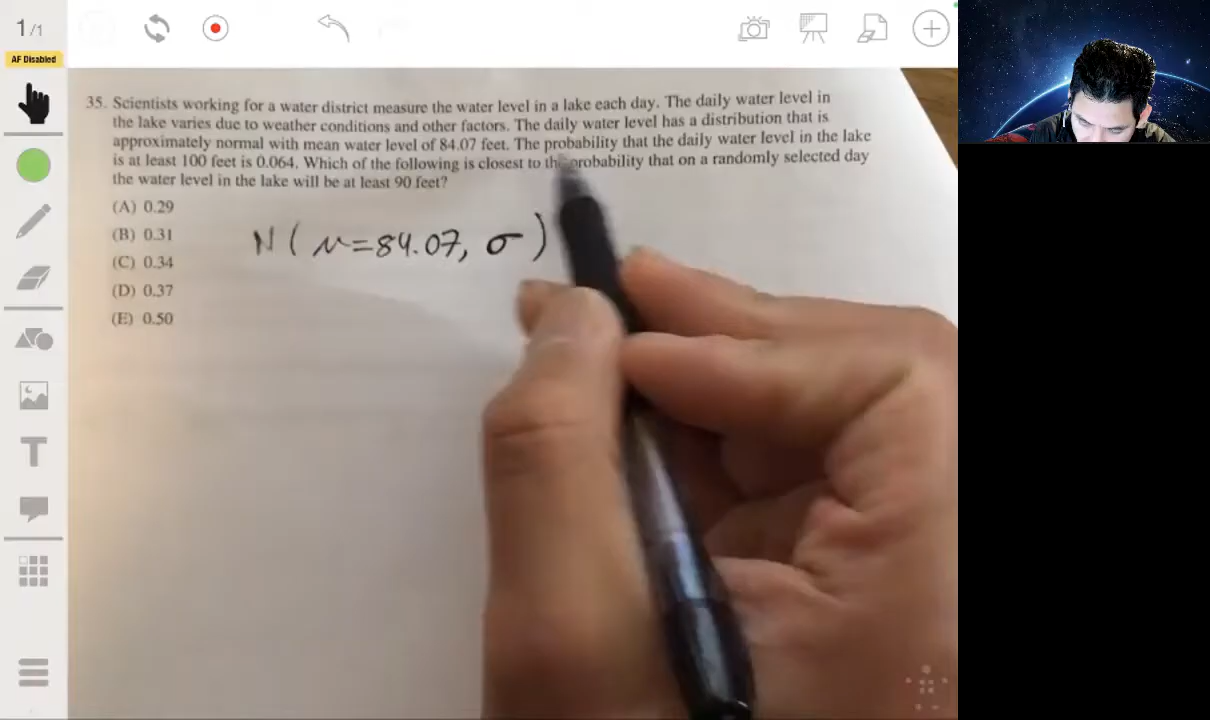 1/1
AF Disabled
35. Scientists working for a water district measure the water level in a lake each day. The daily water level in
the lake varies due to weather conditions and other factors. The daily water level has a distribution that is
approximately normal with mean water level of 84.07 feet. The probability that the daily water level in the lake
is at least 100 feet is 0.064. Which of the following is closest to the probability that on a randomly selected day
the water level in the lake will be at least 90 feet?
(A) 0.29
(B) 0.31
(C) 0.34
(D) 0.37
(E) 0.50
N ( μ=84.07, σ )
T